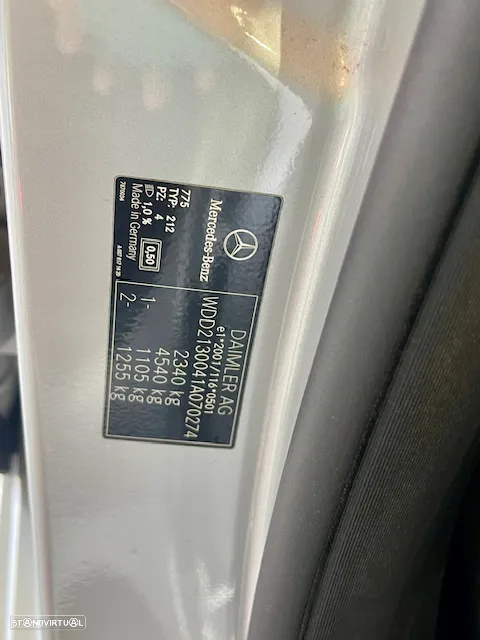 Mercedes-Benz
775
TYP: 212
PZ: 4
1,0 %
0,50
Made in Germany
DAIMLER AG
e1*2001/116*0501
WDD2130041A070274
2340 kg
4540 kg
1- 1105 kg
2- 1255 kg
STANDVIRTUAL